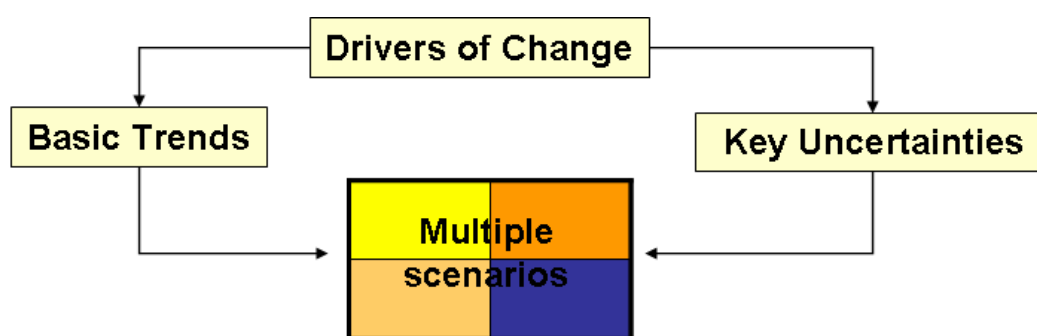 Drivers of Change
Basic Trends
Key Uncertainties
Multiple
scenarios